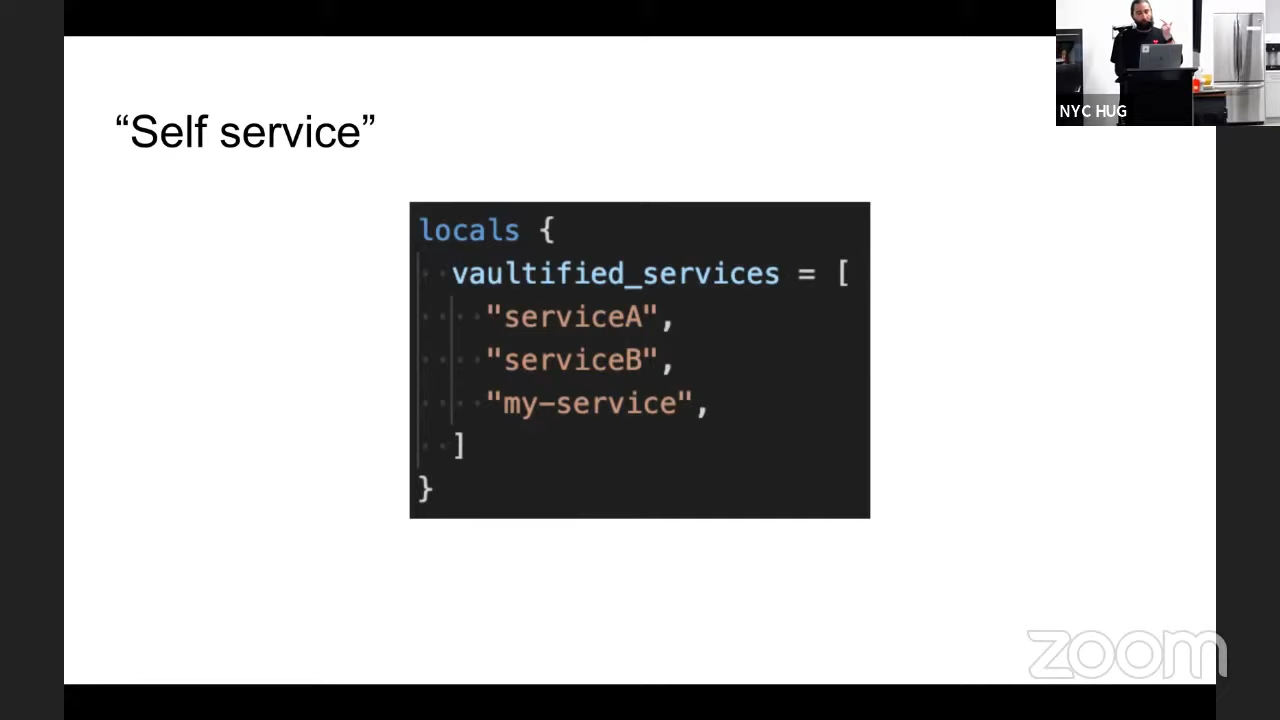 NYC HUG
“Self service”
locals {
vaultified_services = [
"serviceA",
"serviceB",
"my-service",
]
}
zoom